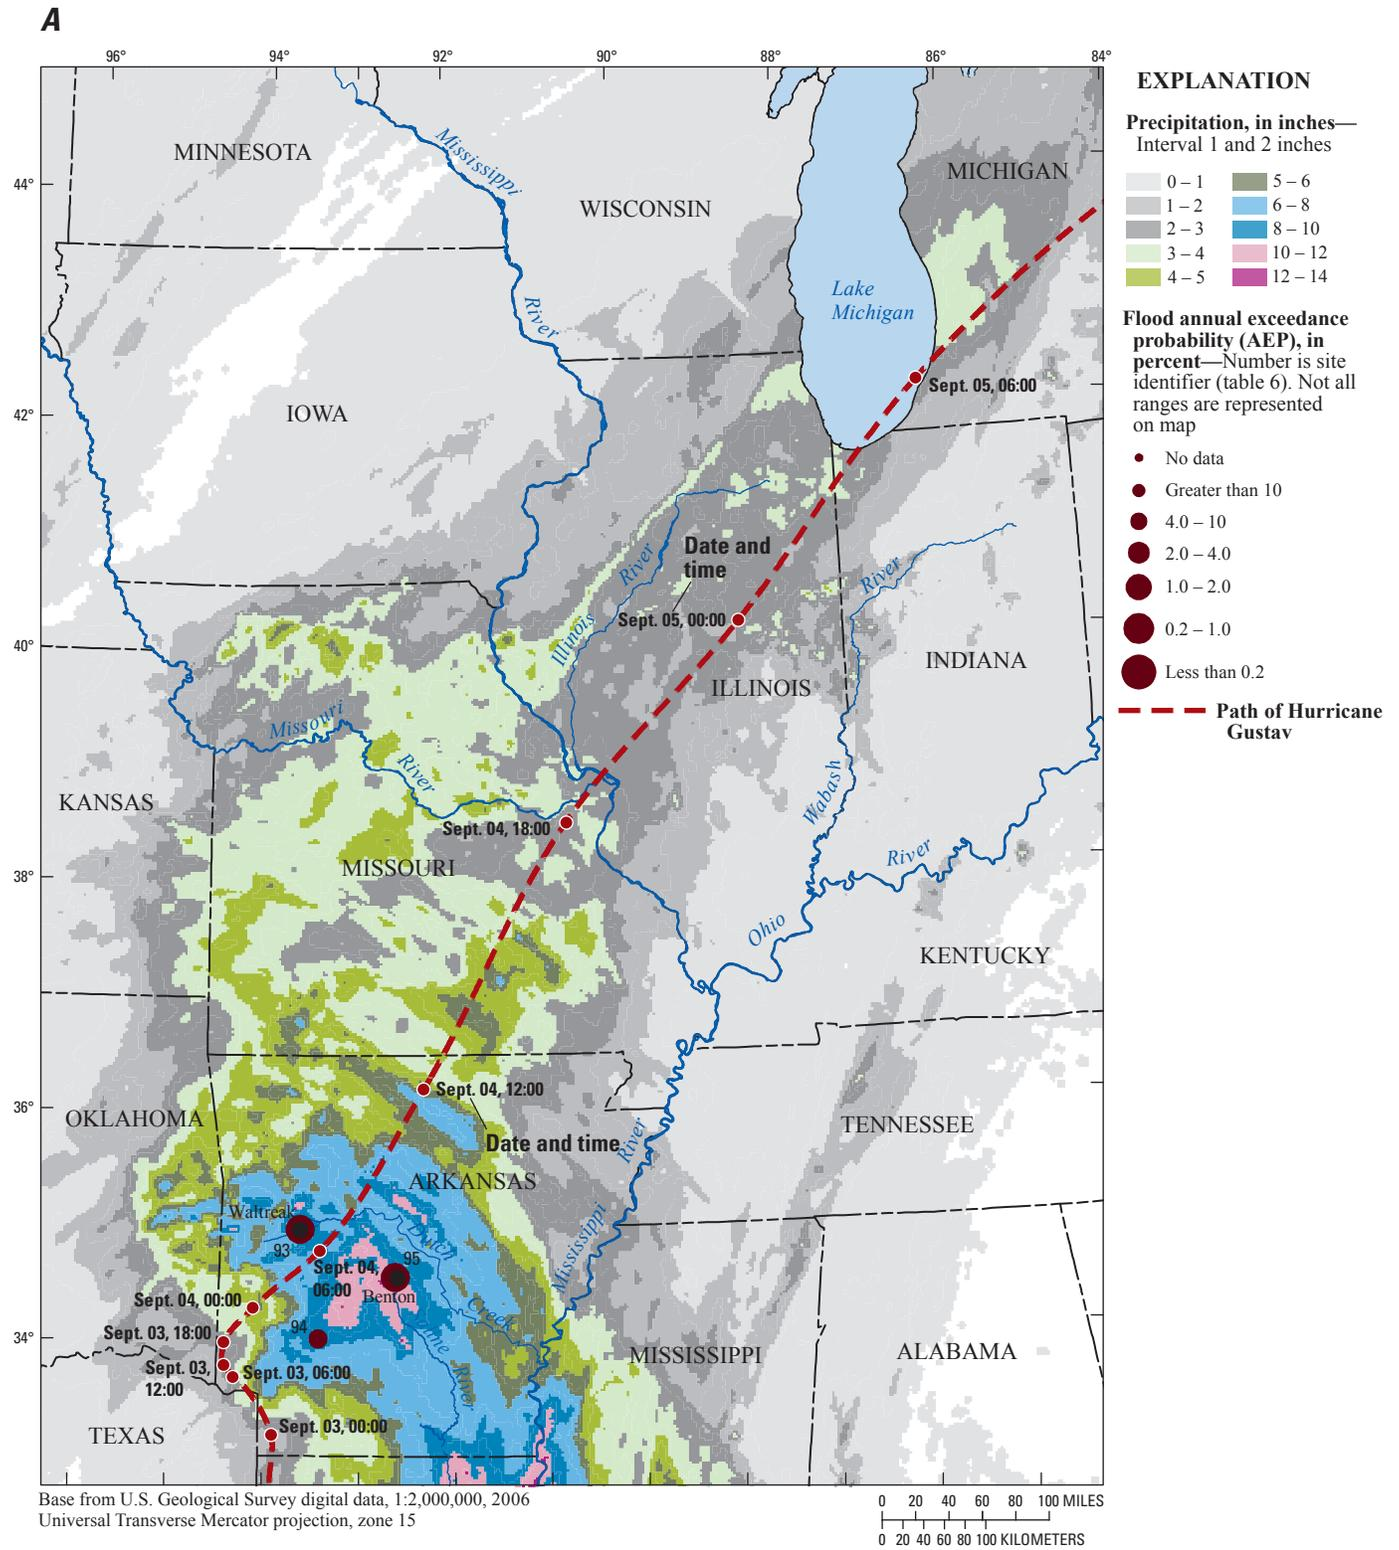 A
96°
94°
92°
90°
88°
86°
84°
44°
42°
40°
38°
36°
34°
MINNESOTA
WISCONSIN
MICHIGAN
IOWA
ILLINOIS
INDIANA
KANSAS
MISSOURI
KENTUCKY
OKLAHOMA
TENNESSEE
ARKANSAS
TEXAS
MISSISSIPPI
ALABAMA
Mississippi
River
Lake
Michigan
Illinois
River
River
Wabash
Missouri
River
Ohio
River
Mississippi
River
Dutch
Creek
River
Sept. 05, 06:00
Date and
time
Sept. 05, 00:00
Sept. 04, 18:00
Sept. 04, 12:00
Date and time
Waltreak
93
Sept. 04,
06:00
95
Benton
94
Sept. 04, 00:00
Sept. 03, 18:00
Sept. 03,
12:00
Sept. 03, 06:00
Sept. 03, 00:00
EXPLANATION
Precipitation, in inches—
Interval 1 and 2 inches
0 – 1
1 – 2
2 – 3
3 – 4
4 – 5
5 – 6
6 – 8
8 – 10
10 – 12
12 – 14
Flood annual exceedance
probability (AEP), in
percent—Number is site
identifier (table 6). Not all
ranges are represented
on map
No data
Greater than 10
4.0 – 10
2.0 – 4.0
1.0 – 2.0
0.2 – 1.0
Less than 0.2
Path of Hurricane
Gustav
Base from U.S. Geological Survey digital data, 1:2,000,000, 2006
Universal Transverse Mercator projection, zone 15
0 20 40 60 80 100 MILES
0 20 40 60 80 100 KILOMETERS